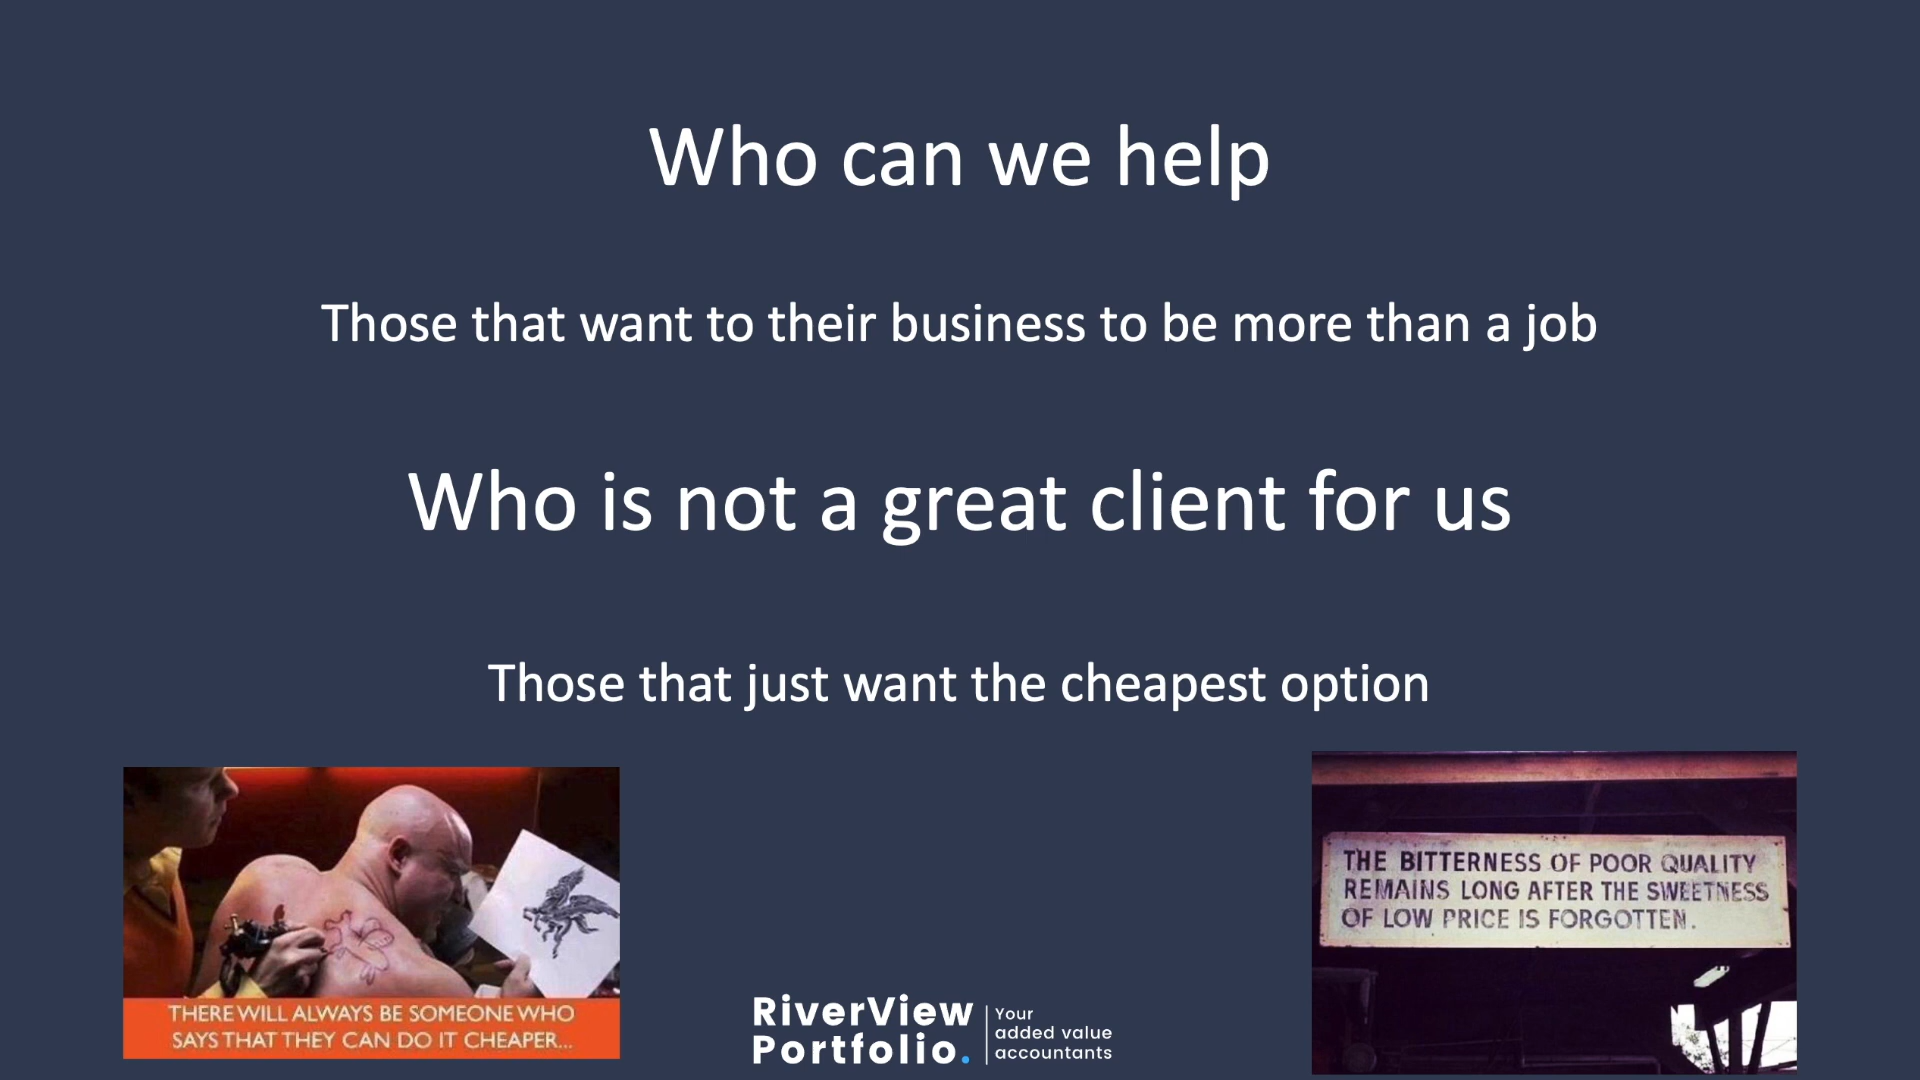 Who can we help
Those that want to their business to be more than a job
Who is not a great client for us
Those that just want the cheapest option
THERE WILL ALWAYS BE SOMEONE WHO
SAYS THAT THEY CAN DO IT CHEAPER...
THE BITTERNESS OF POOR QUALITY
REMAINS LONG AFTER THE SWEETNESS
OF LOW PRICE IS FORGOTTEN.
RiverView
Portfolio.
Your
added value
accountants